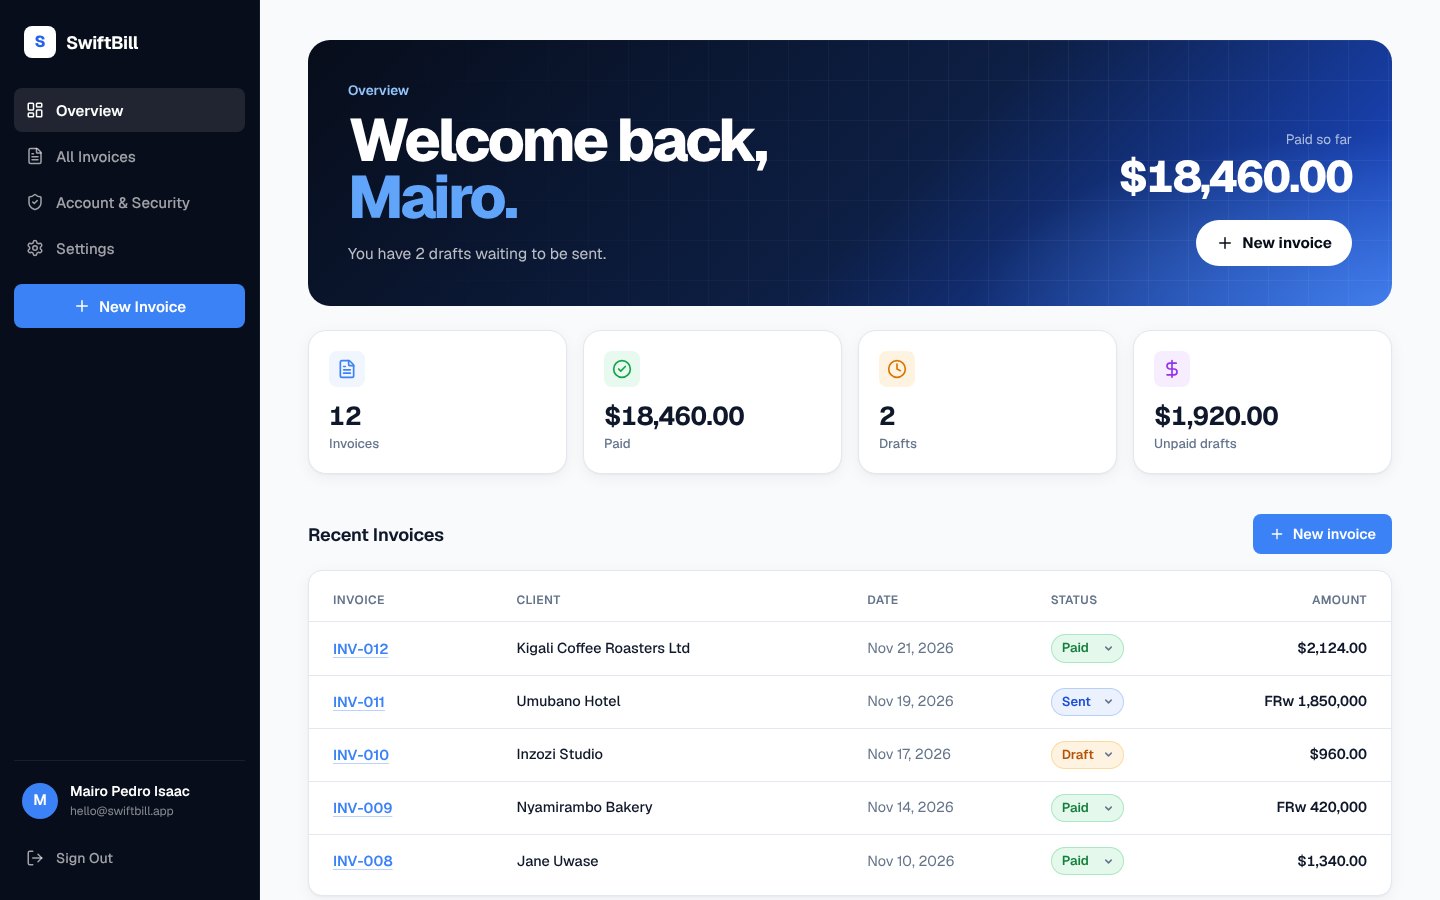 S SwiftBill
Overview
All Invoices
Account & Security
Settings
+ New Invoice
M
Mairo Pedro Isaac
hello@swiftbill.app
Sign Out
Overview
Welcome back,
Mairo.
You have 2 drafts waiting to be sent.
Paid so far
$18,460.00
+ New invoice
12
Invoices
$18,460.00
Paid
2
Drafts
$
$1,920.00
Unpaid drafts
Recent Invoices
+ New invoice
INVOICE CLIENT DATE STATUS AMOUNT
INV-012 Kigali Coffee Roasters Ltd Nov 21, 2026 Paid $2,124.00
INV-011 Umubano Hotel Nov 19, 2026 Sent FRw 1,850,000
INV-010 Inzozi Studio Nov 17, 2026 Draft $960.00
INV-009 Nyamirambo Bakery Nov 14, 2026 Paid FRw 420,000
INV-008 Jane Uwase Nov 10, 2026 Paid $1,340.00